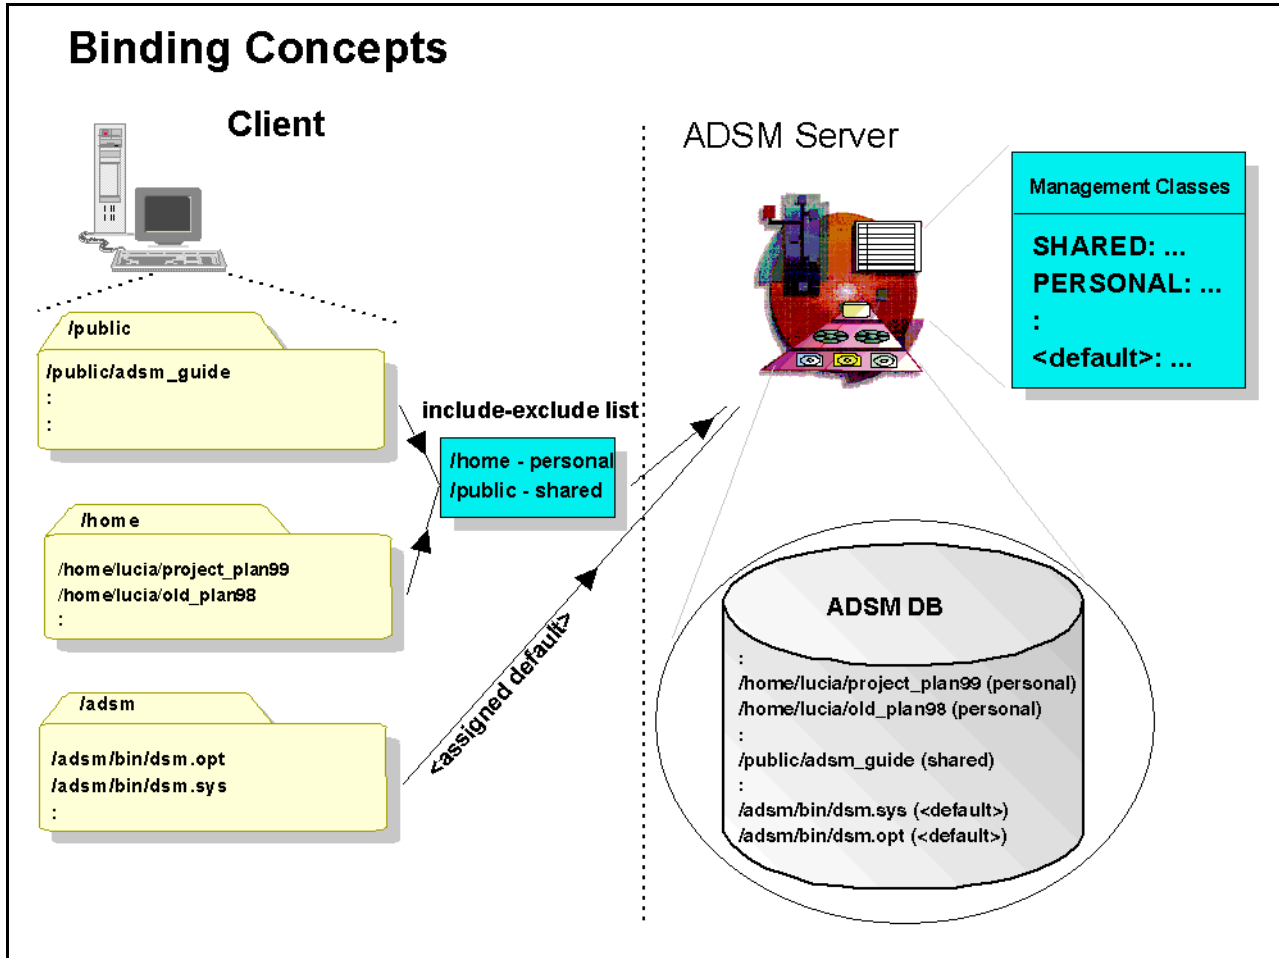 Binding Concepts
Client
/public
/public/adsm_guide
:
:
/home
/home/lucia/project_plan99
/home/lucia/old_plan98
:
/adsm
/adsm/bin/dsm.opt
/adsm/bin/dsm.sys
:
include-exclude list
/home - personal
/public - shared
<assigned default>
ADSM Server
Management Classes
SHARED: ...
PERSONAL: ...
:
<default>: ...
ADSM DB
:
/home/lucia/project_plan99 (personal)
/home/lucia/old_plan98 (personal)
:
/public/adsm_guide (shared)
:
/adsm/bin/dsm.sys (<default>)
/adsm/bin/dsm.opt (<default>)